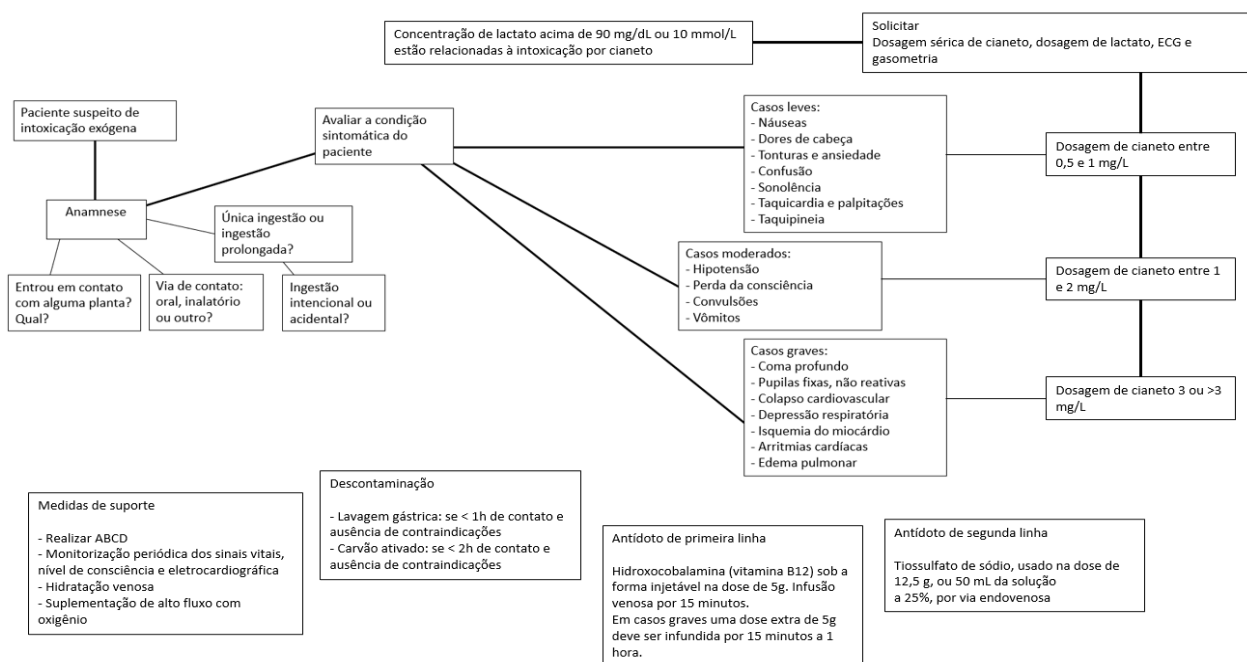 Concentração de lactato acima de 90 mg/dL ou 10 mmol/L
estão relacionadas à intoxicação por cianeto
Solicitar
Dosagem sérica de cianeto, dosagem de lactato, ECG e
gasometria
Paciente suspeito de
intoxicação exógena
Avaliar a condição
sintomática do
paciente
Casos leves:
- Náuseas
- Dores de cabeça
- Tonturas e ansiedade
- Confusão
- Sonolência
- Taquicardia e palpitações
- Taquipineia
Dosagem de cianeto entre
0,5 e 1 mg/L
Anamnese
Única ingestão ou
ingestão
prolongada?
Entrou em contato
com alguma planta?
Qual?
Via de contato:
oral, inalatório
ou outro?
Ingestão
intencional ou
acidental?
Casos moderados:
- Hipotensão
- Perda da consciência
- Convulsões
- Vômitos
Dosagem de cianeto entre 1
e 2 mg/L
Casos graves:
- Coma profundo
- Pupilas fixas, não reativas
- Colapso cardiovascular
- Depressão respiratória
- Isquemia do miocárdio
- Arritmias cardíacas
- Edema pulmonar
Dosagem de cianeto 3 ou >3
mg/L
Medidas de suporte
- Realizar ABCD
- Monitorização periódica dos sinais vitais,
nível de consciência e eletrocardiográfica
- Hidratação venosa
- Suplementação de alto fluxo com
oxigênio
Descontaminação
- Lavagem gástrica: se < 1h de contato e
ausência de contraindicações
- Carvão ativado: se < 2h de contato e
ausência de contraindicações
Antídoto de primeira linha
Hidroxocobalamina (vitamina B12) sob a
forma injetável na dose de 5g. Infusão
venosa por 15 minutos.
Em casos graves uma dose extra de 5g
deve ser infundida por 15 minutos a 1
hora.
Antídoto de segunda linha
Tiossulfato de sódio, usado na dose de
12,5 g, ou 50 mL da solução
a 25%, por via endovenosa